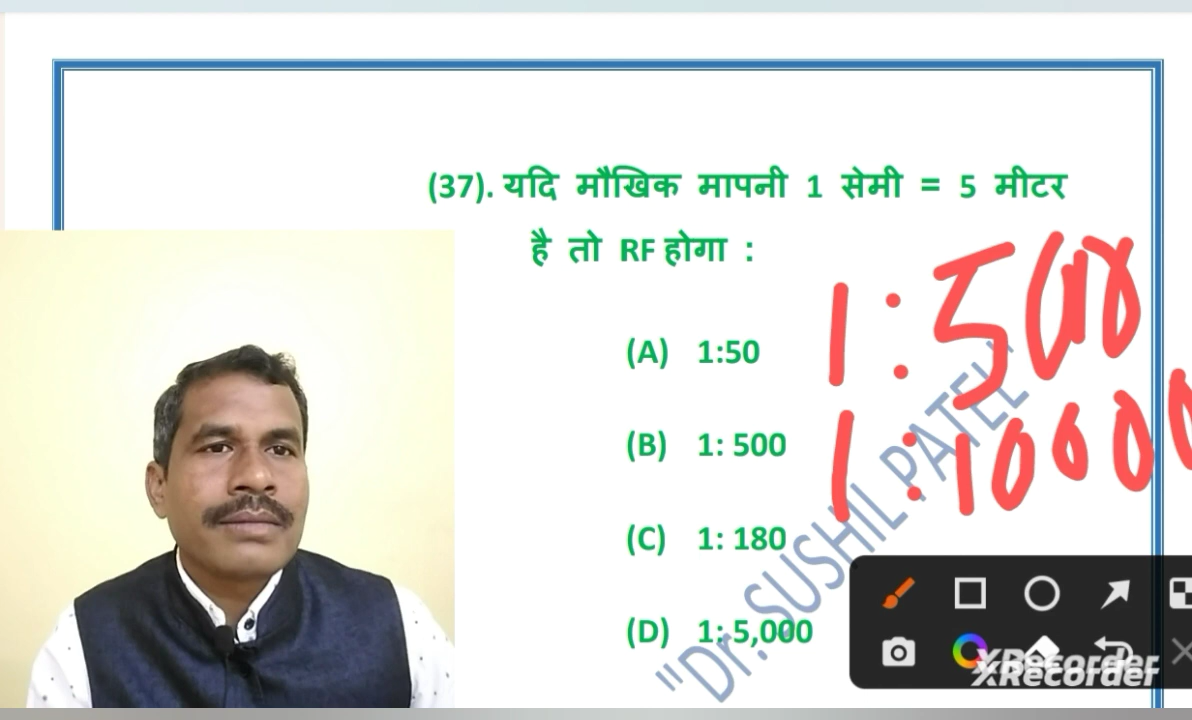 (37). यदि मौखिक मापनी 1 सेमी = 5 मीटर
है तो RF होगा :
1:500
(A) 1:50
1:10000
(B) 1: 500
(C) 1: 180
(D) 1: 5,000
"Dr. SUSHIL PATEL"
XRecorder